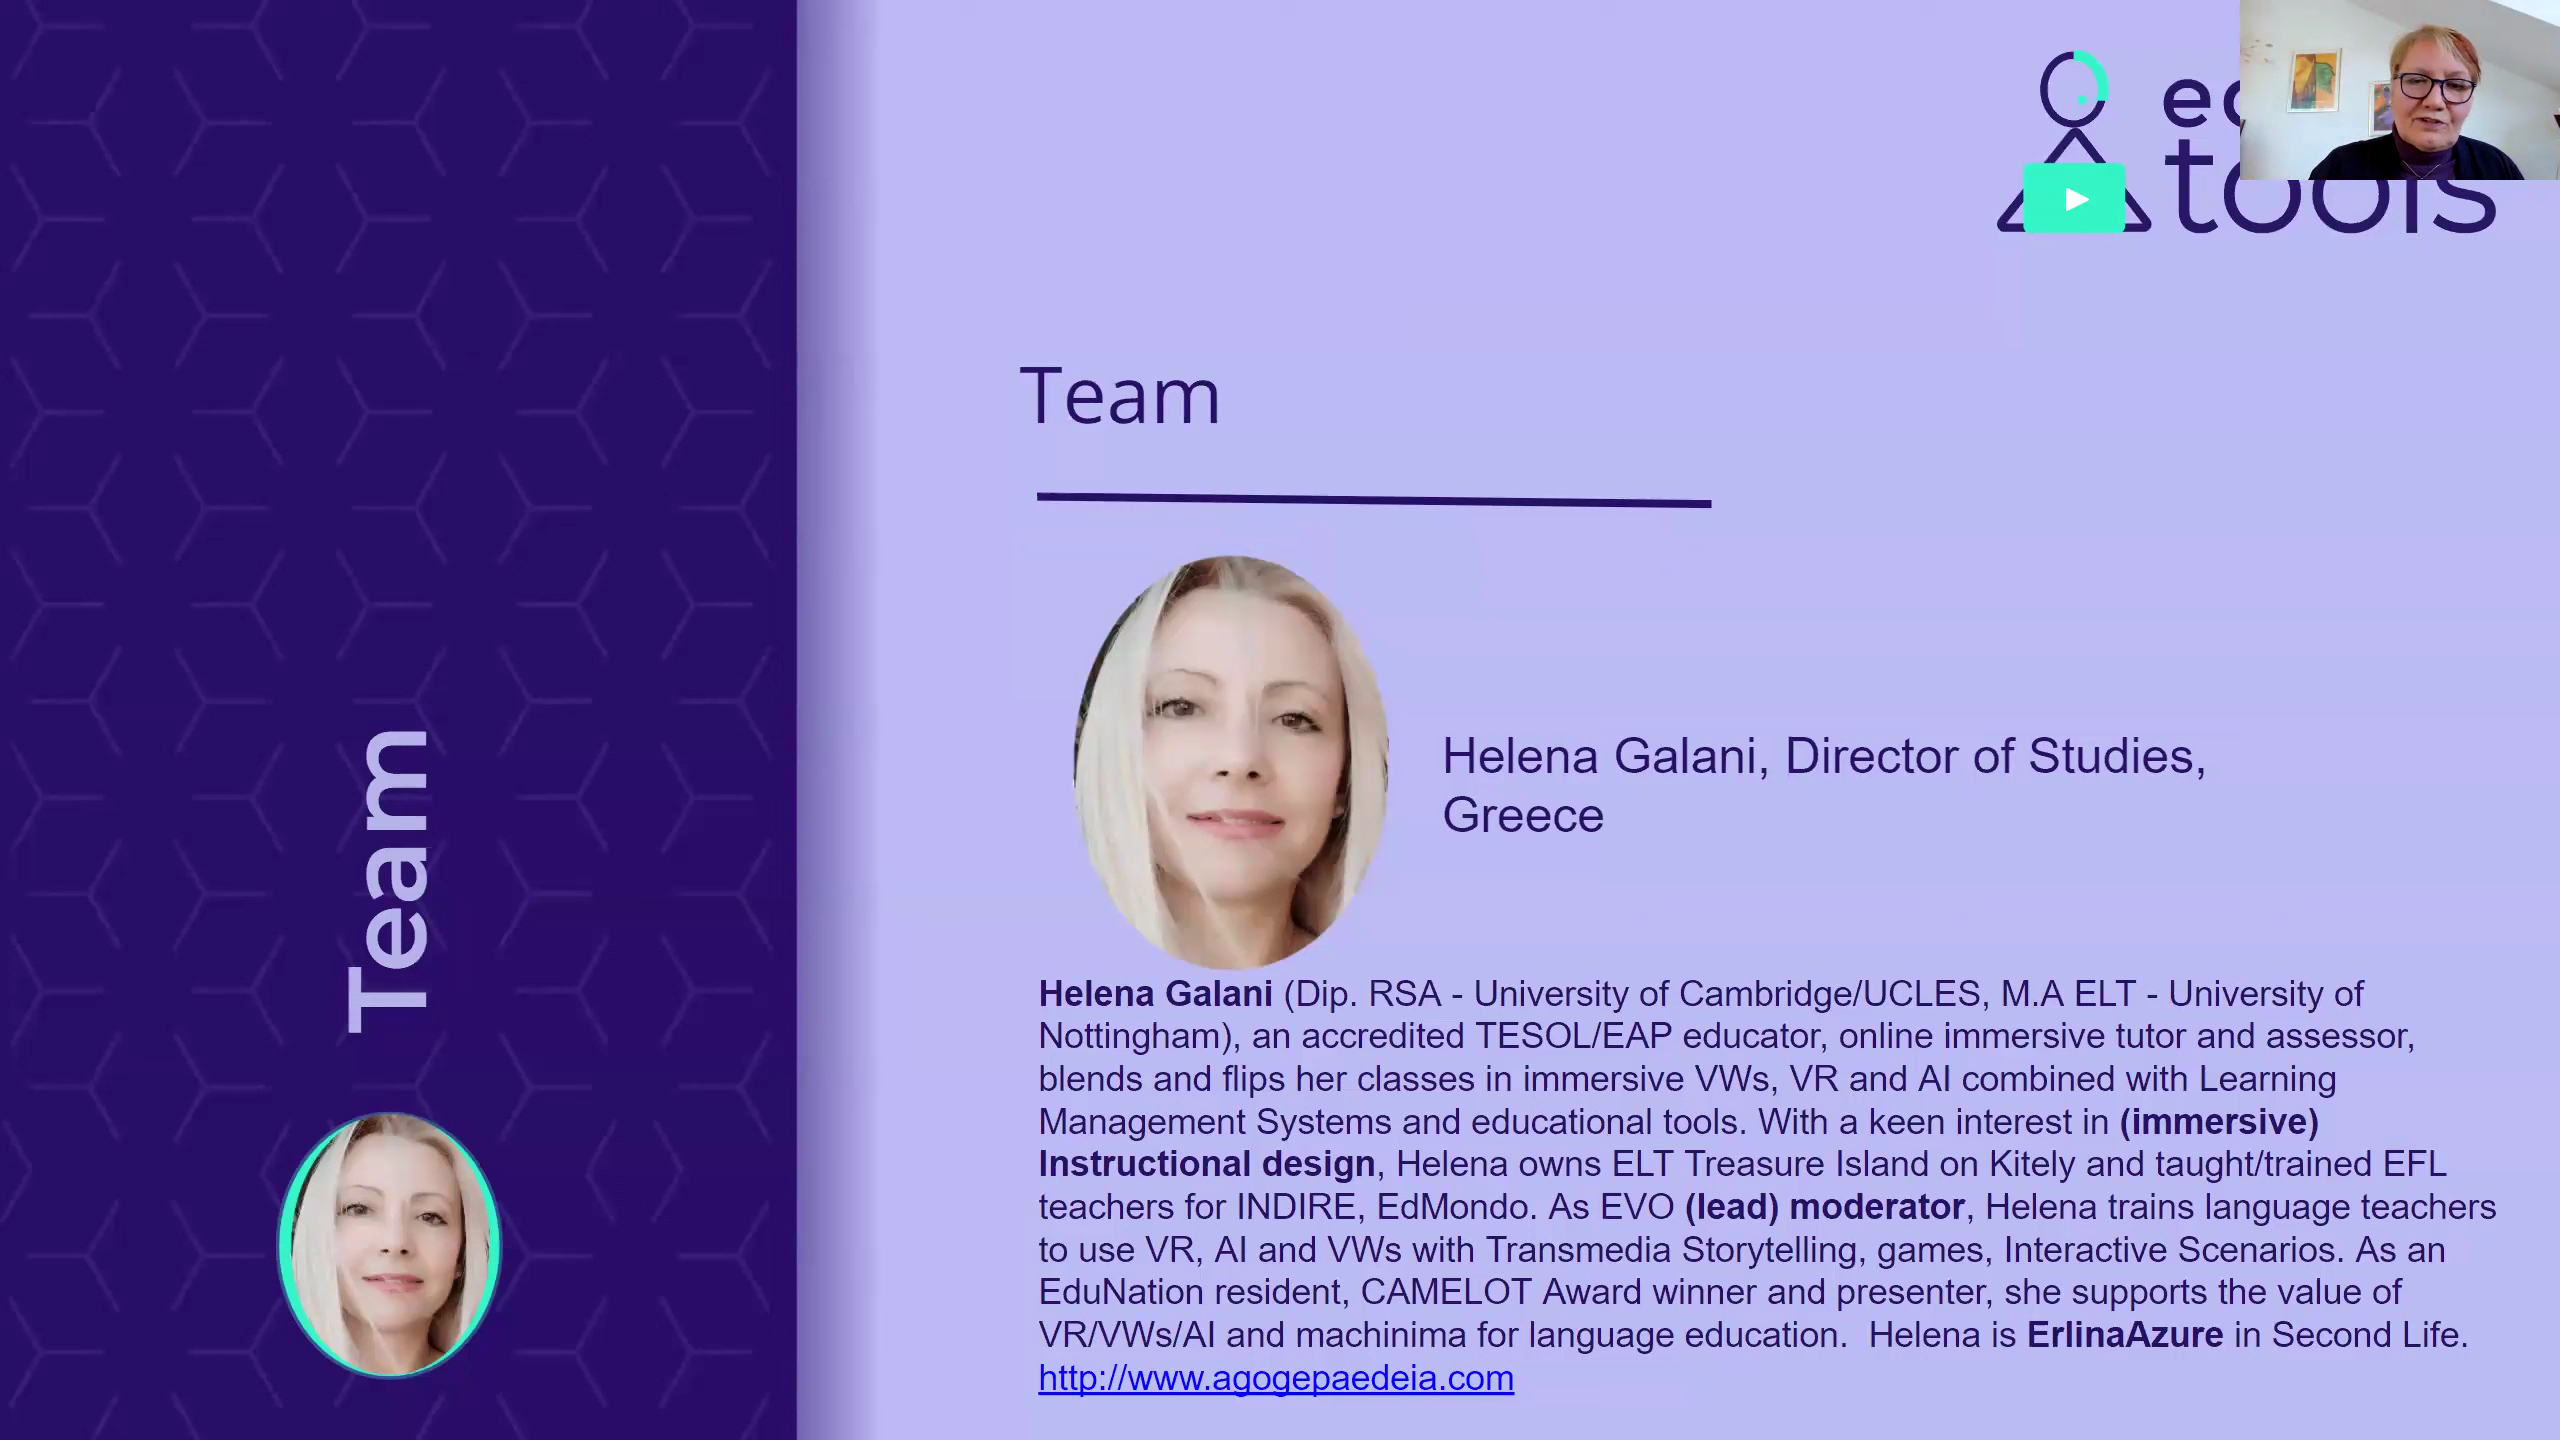 tools
Team
Team
Helena Galani, Director of Studies,
Greece
Helena Galani (Dip. RSA - University of Cambridge/UCLES, M.A ELT - University of
Nottingham), an accredited TESOL/EAP educator, online immersive tutor and assessor,
blends and flips her classes in immersive VWs, VR and AI combined with Learning
Management Systems and educational tools. With a keen interest in (immersive)
Instructional design, Helena owns ELT Treasure Island on Kitely and taught/trained EFL
teachers for INDIRE, EdMondo. As EVO (lead) moderator, Helena trains language teachers
to use VR, AI and VWs with Transmedia Storytelling, games, Interactive Scenarios. As an
EduNation resident, CAMELOT Award winner and presenter, she supports the value of
VR/VWs/AI and machinima for language education.  Helena is ErlinaAzure in Second Life.
http://www.agogepaedeia.com